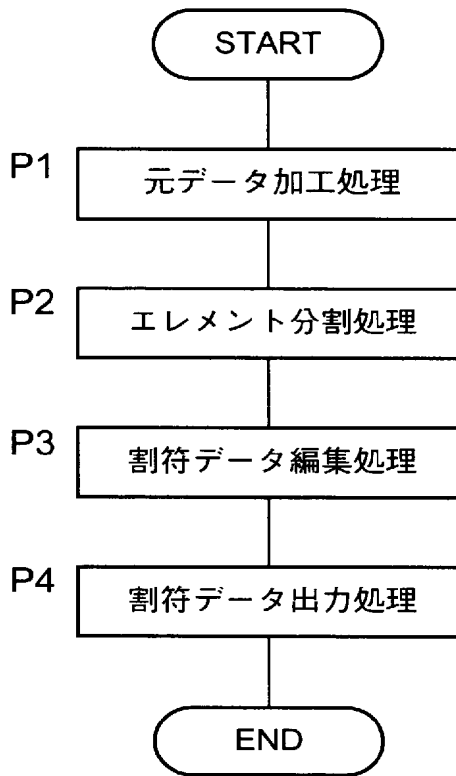 START
P1 元データ加工処理
P2 エレメント分割処理
P3 割符データ編集処理
P4 割符データ出力処理
END